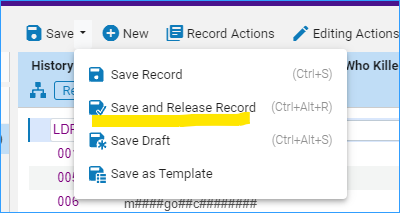 Save New Record Actions Editing Actions
History Who Kille
Save Record (Ctrl+S)
Re
Save and Release Record (Ctrl+Alt+R)
LDR
Save Draft (Ctrl+Alt+S)
001
005 Save as Template
006 m####go##c########